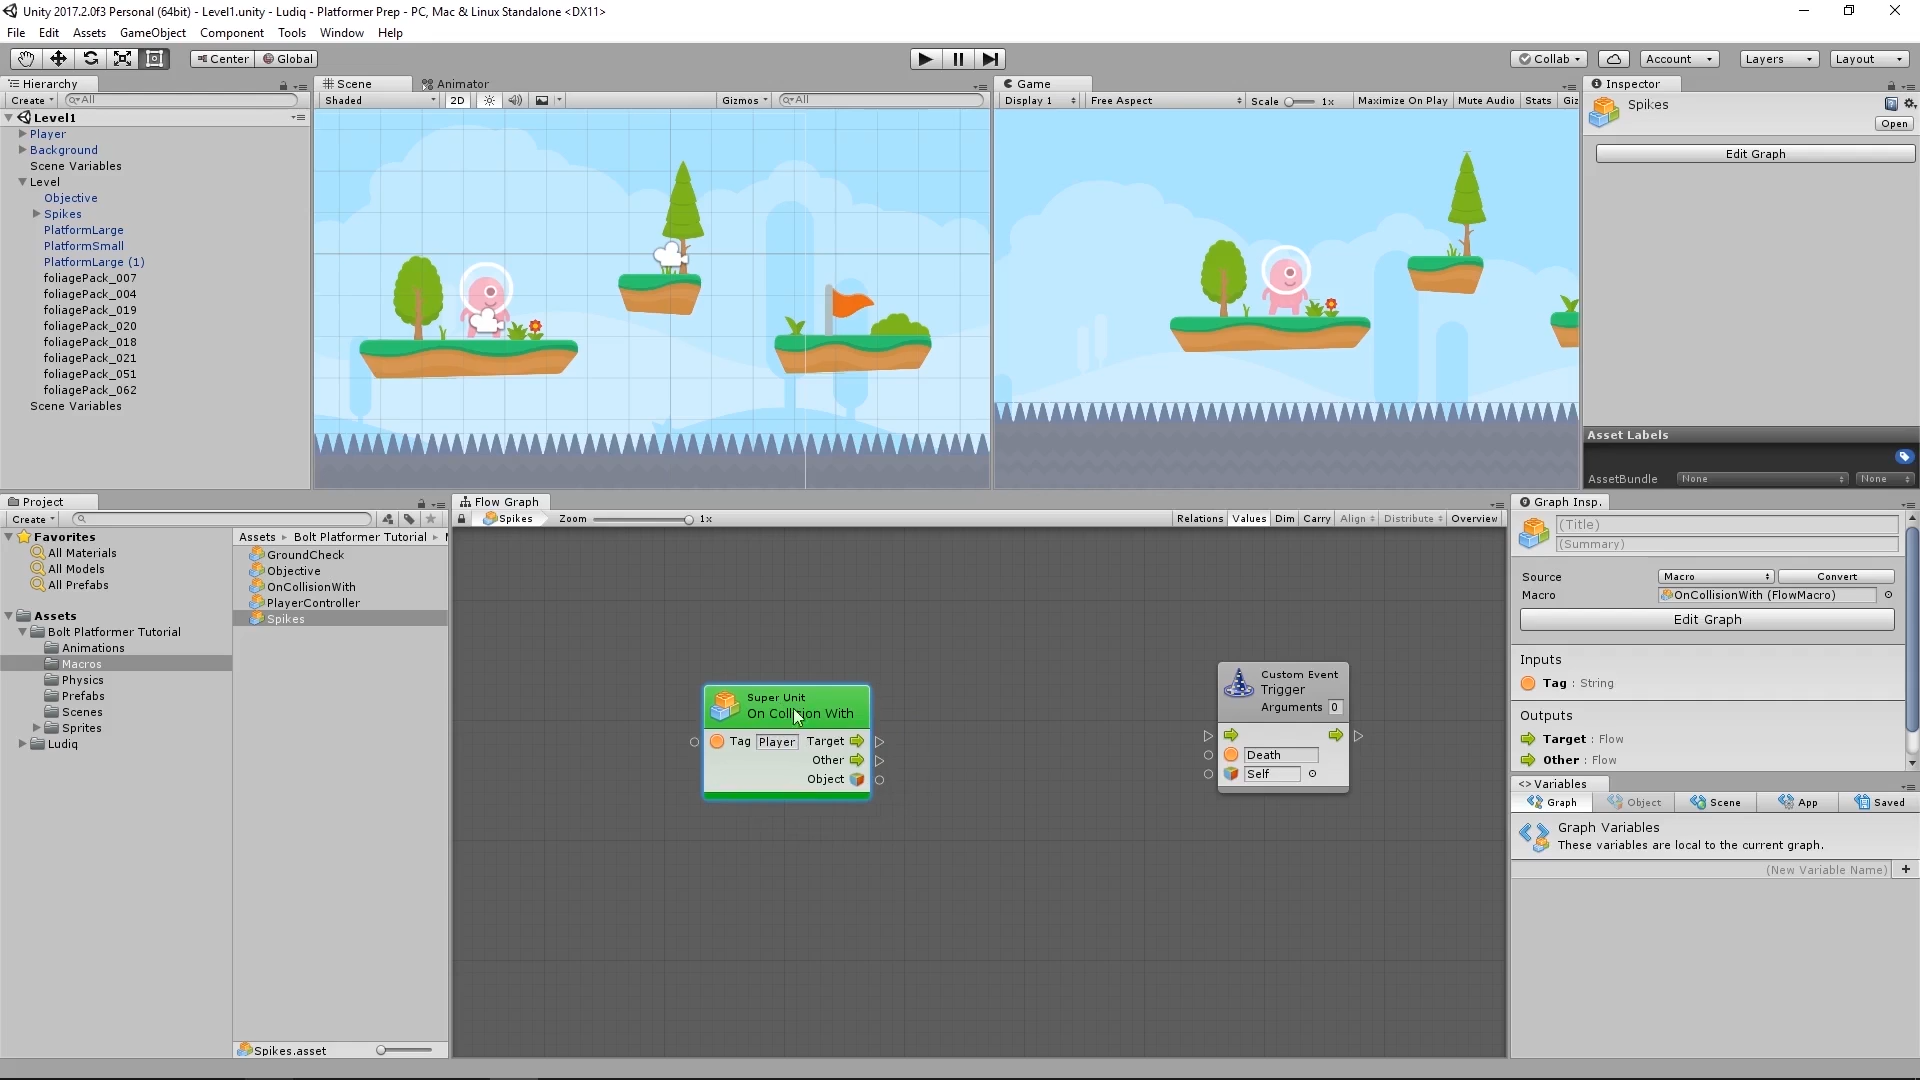 Unity 2017.2.0f3 Personal (64bit) - Level1.unity - Ludiq - Platformer Prep - PC, Mac & Linux Standalone <DX11>
File Edit Assets GameObject Component Tools Window Help
Center Global Collab Account Layers Layout
Hierarchy
Create All
Level1
Player
Background
Scene Variables
Level
Objective
Spikes
PlatformLarge
PlatformSmall
PlatformLarge (1)
foliagePack_007
foliagePack_004
foliagePack_019
foliagePack_020
foliagePack_018
foliagePack_021
foliagePack_051
foliagePack_062
Scene Variables
Scene Animator
Shaded 2D Gizmos All
Game
Display 1 Free Aspect Scale 1x Maximize On Play Mute Audio Stats Giz
Inspector
Spikes
Open
Edit Graph
Asset Labels
AssetBundle None None
Project
Create
Favorites
All Materials
All Models
All Prefabs
Assets
Bolt Platformer Tutorial
Animations
Macros
Physics
Prefabs
Scenes
Sprites
Ludiq
Assets Bolt Platformer Tutorial
GroundCheck
Objective
OnCollisionWith
PlayerController
Spikes
Spikes.asset
Flow Graph
Spikes Zoom 1x Relations Values Dim Carry Align Distribute Overview
Super Unit
On Collision With
Tag Player Target
Other
Object
Custom Event
Trigger
Arguments 0
Death
Self
Graph Insp.
(Title)
(Summary)
Source Macro Convert
Macro OnCollisionWith (FlowMacro)
Edit Graph
Inputs
Tag : String
Outputs
Target : Flow
Other : Flow
<> Variables
Graph Object Scene App Saved
Graph Variables
These variables are local to the current graph.
(New Variable Name) +